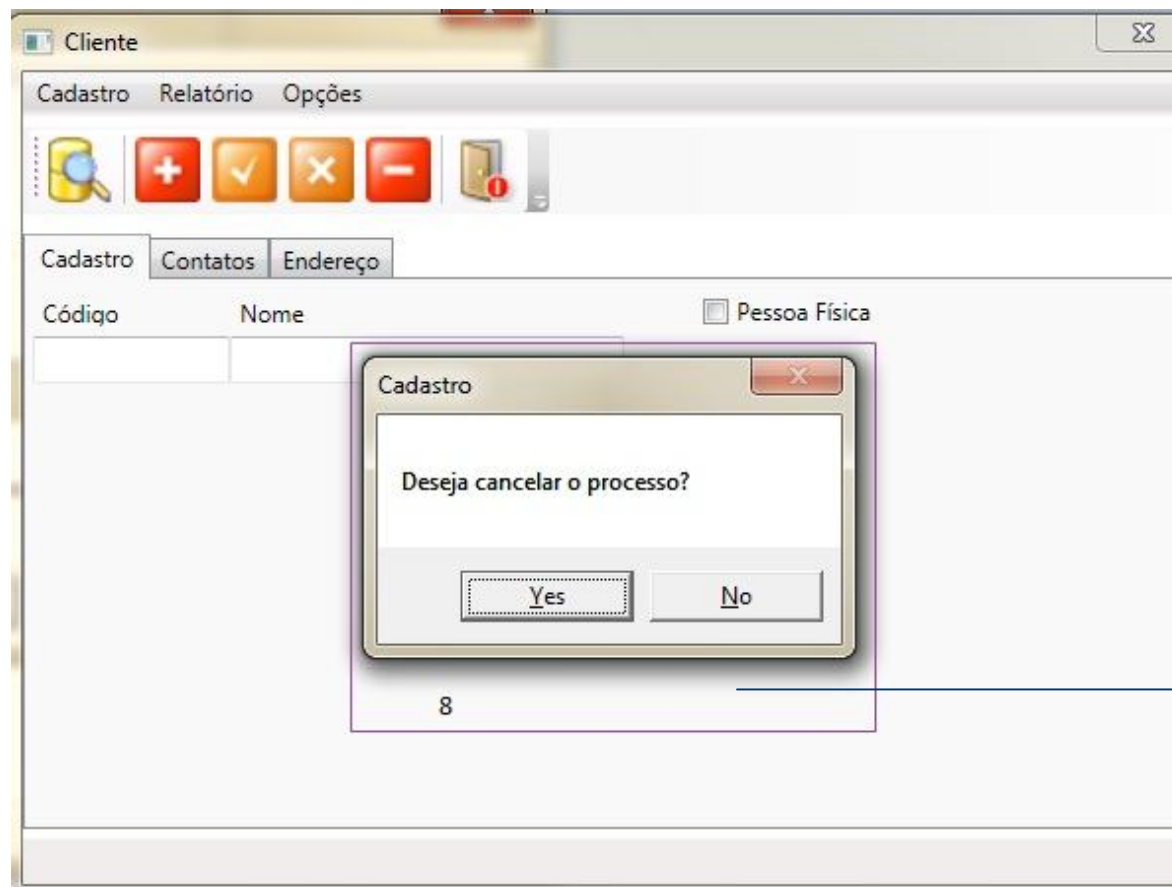 Cliente
Cadastro Relatório Opções
Cadastro Contatos Endereço
Código Nome Pessoa Física
Cadastro
Deseja cancelar o processo?
Yes No
8